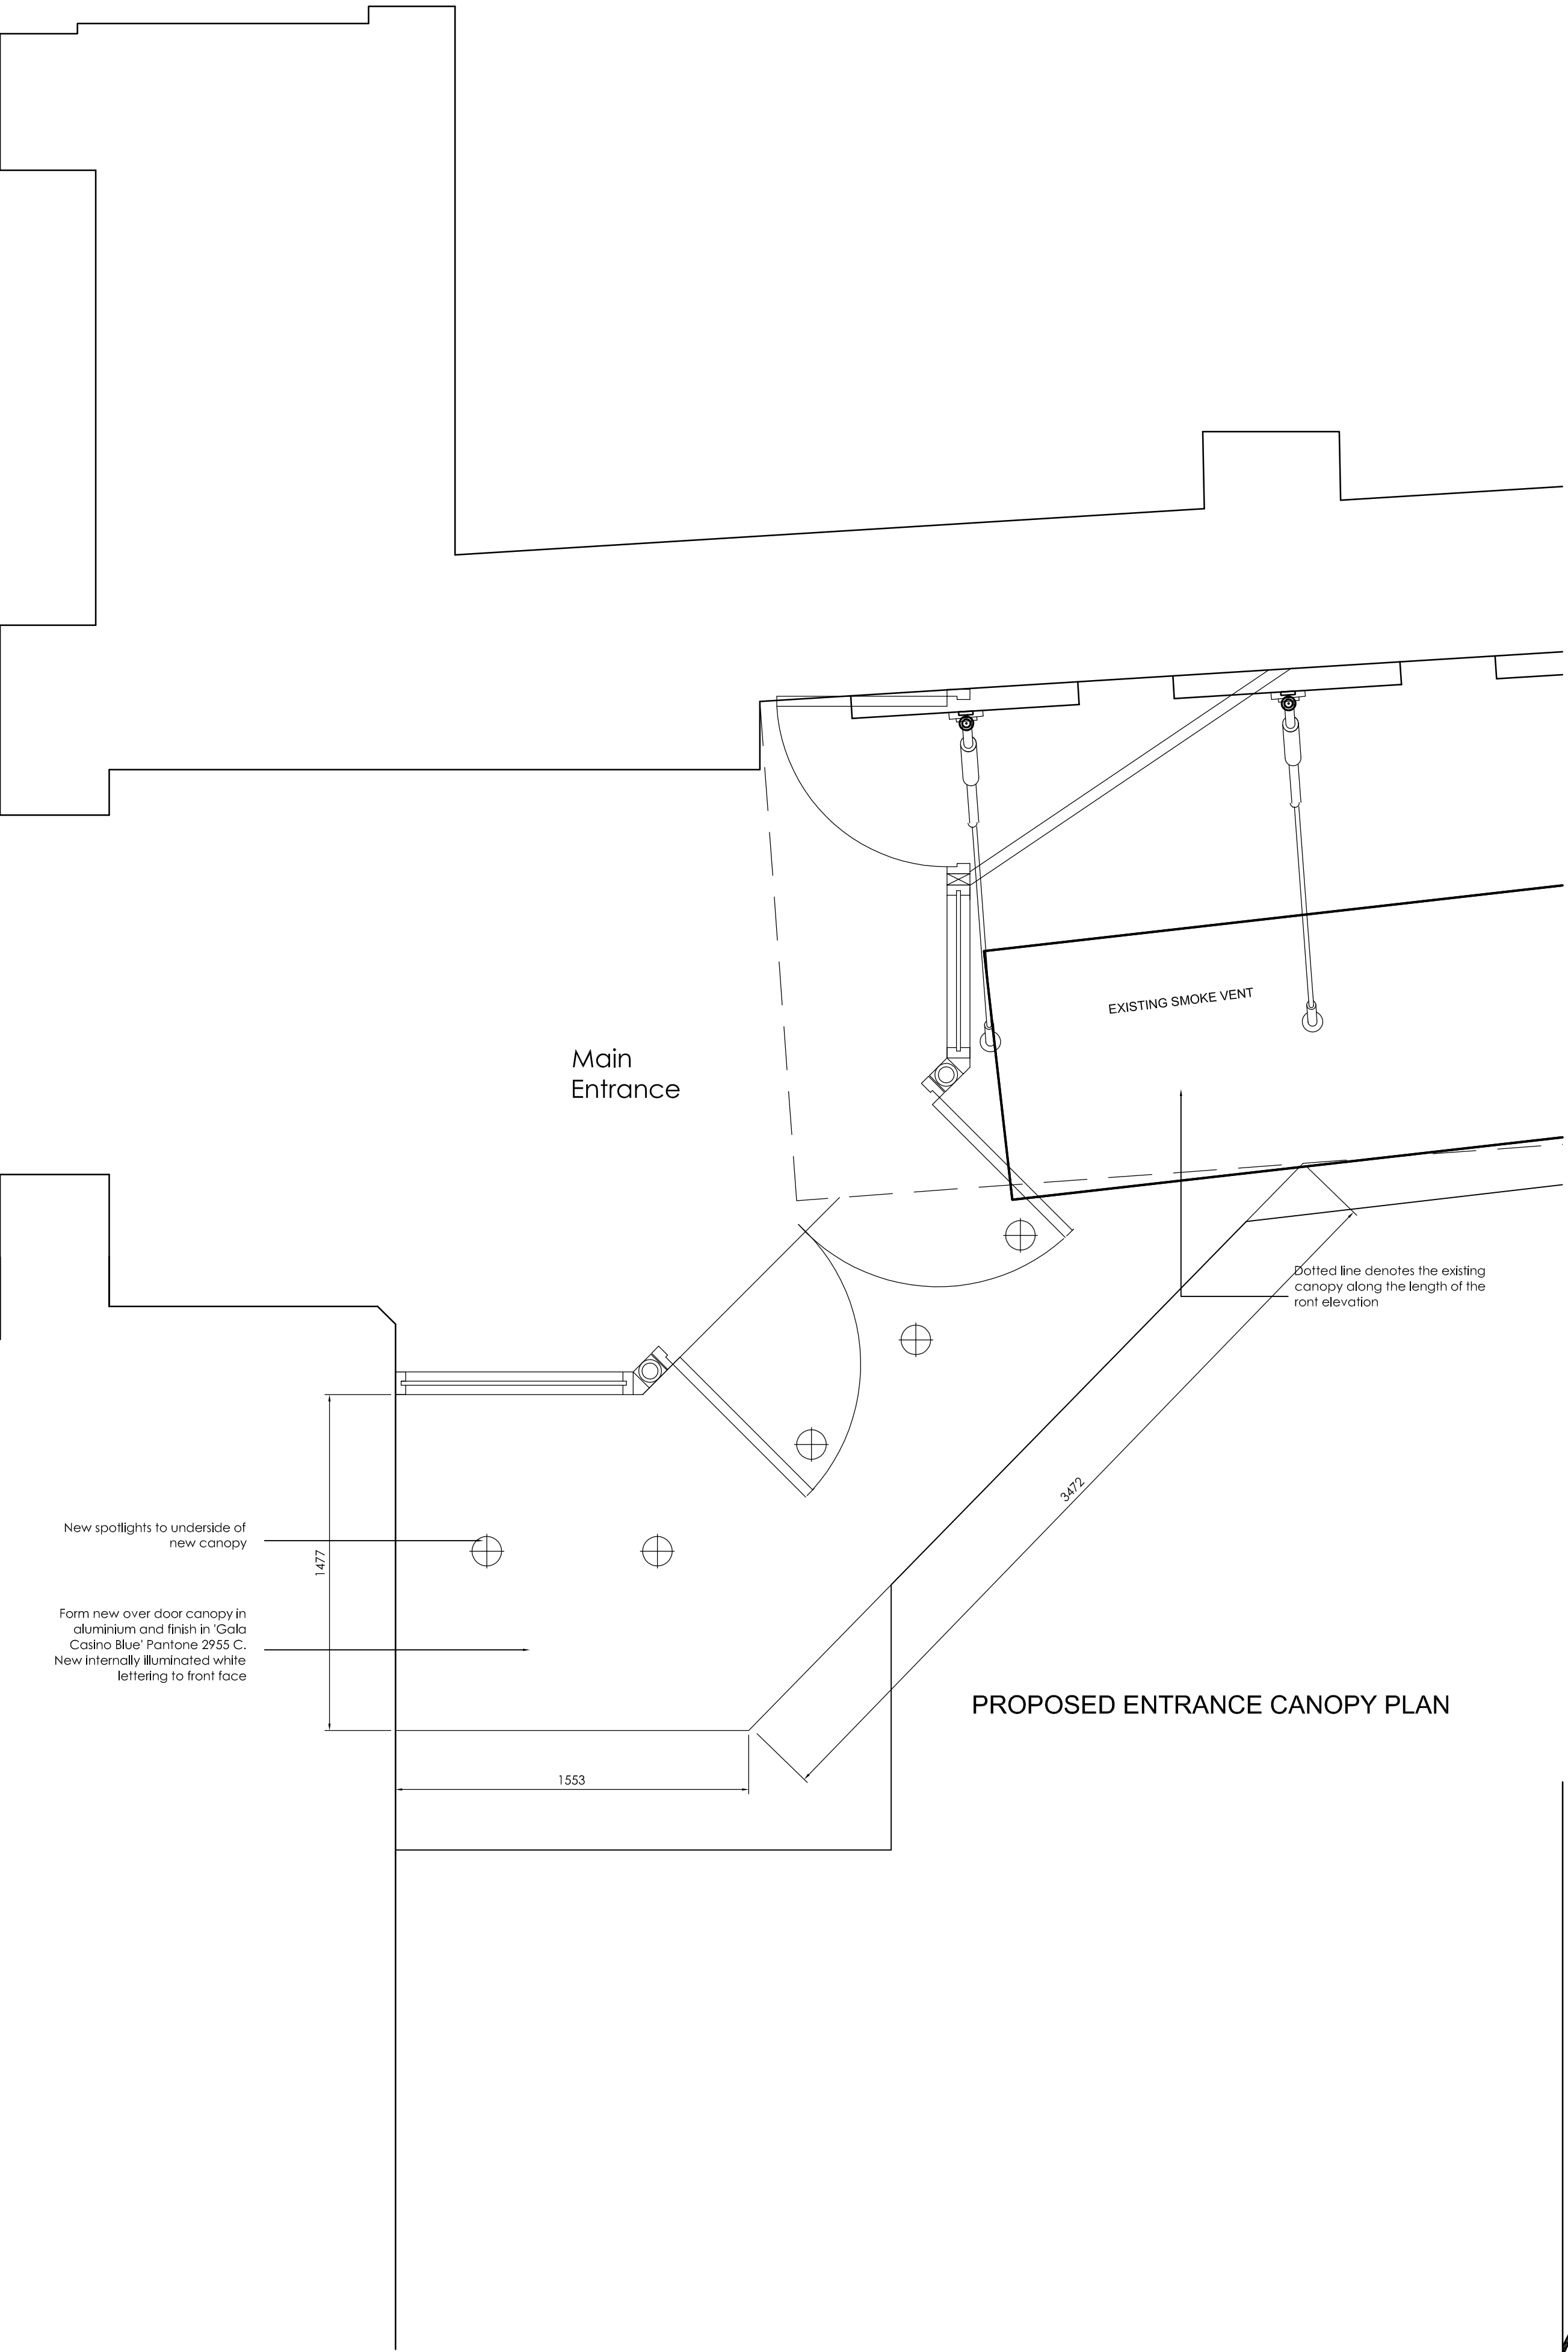 EXISTING SMOKE VENT
Main
Entrance
Dotted line denotes the existing
canopy along the length of the
ront elevation
3472
New spotlights to underside of
new canopy
1477
Form new over door canopy in
aluminium and finish in 'Gala
Casino Blue' Pantone 2955 C.
New internally illuminated white
lettering to front face
PROPOSED ENTRANCE CANOPY PLAN
1553